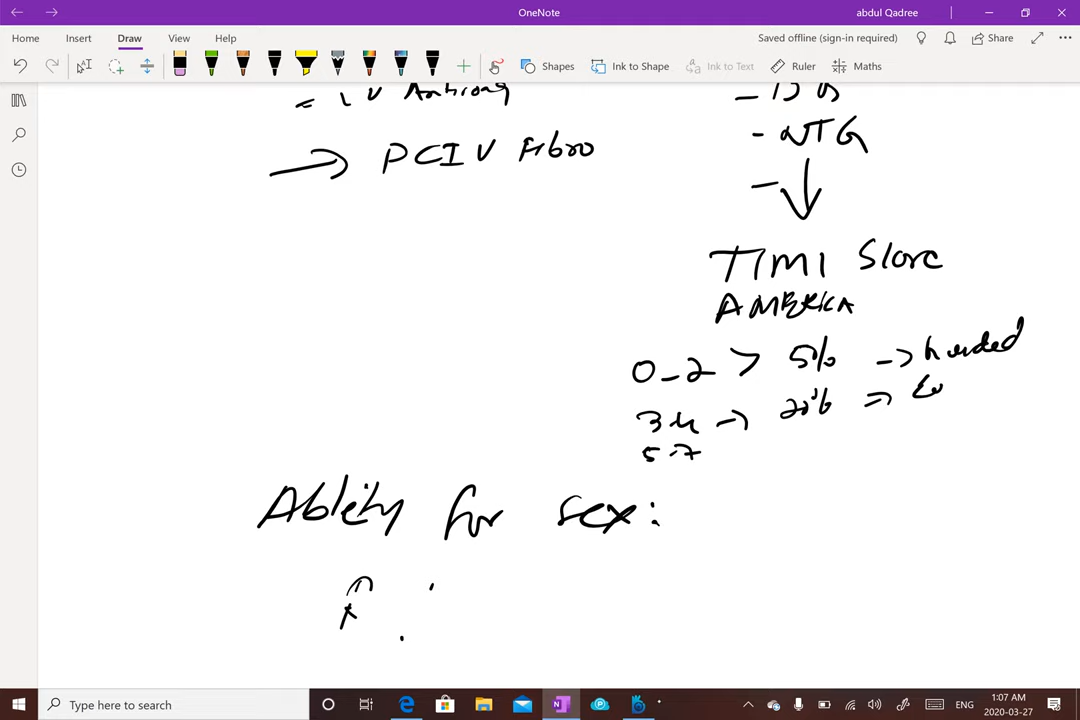 OneNote
abdul Qadree
Home Insert Draw View Help
Saved offline (sign-in required)
Share
Shapes
Ink to Shape
Ink to Text
Ruler
Maths
- NTG
→ PCI V Fibro
TIMI Score
AMERICA
0-2 > 5%
3 4 → 20%
5-7
Ability for sex:
Type here to search
ENG
1:07 AM
2020-03-27